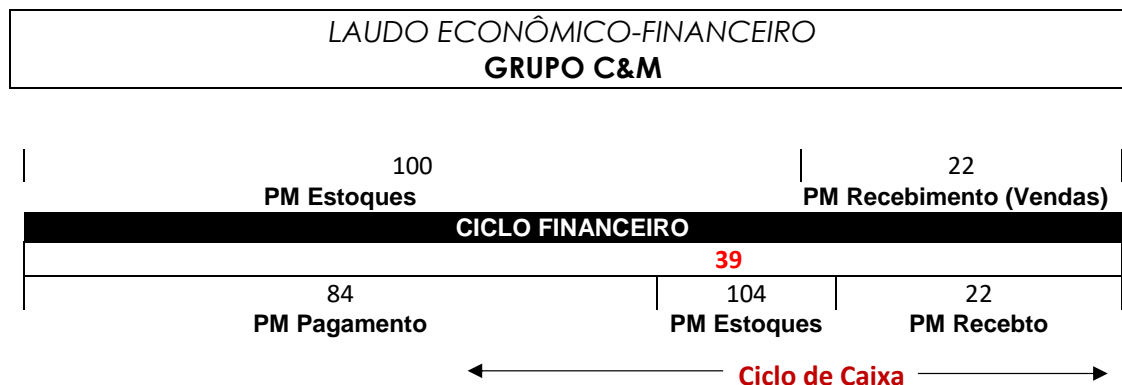 LAUDO ECONÔMICO-FINANCEIRO
GRUPO C&M
100 22
PM Estoques PM Recebimento (Vendas)
CICLO FINANCEIRO
39
84 104 22
PM Pagamento PM Estoques PM Recebto
Ciclo de Caixa